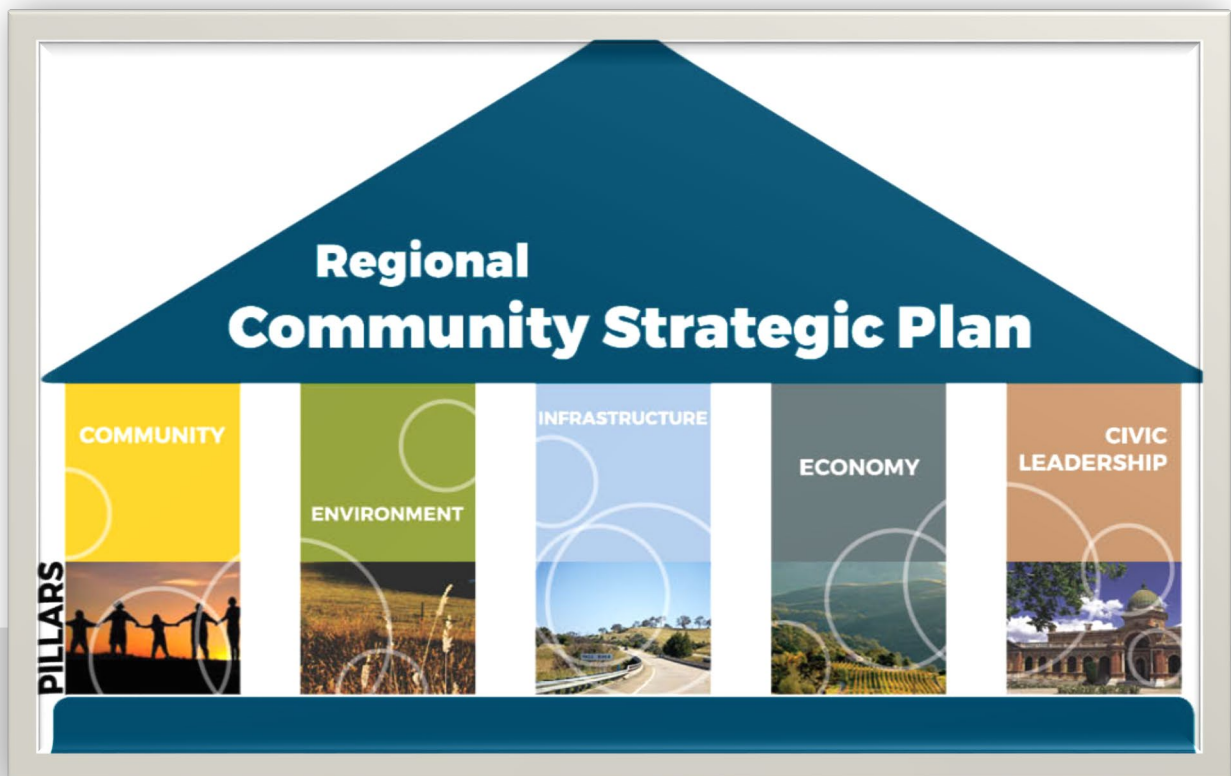 Regional
Community Strategic Plan
COMMUNITY
ENVIRONMENT
INFRASTRUCTURE
ECONOMY
CIVIC
LEADERSHIP
PILLARS